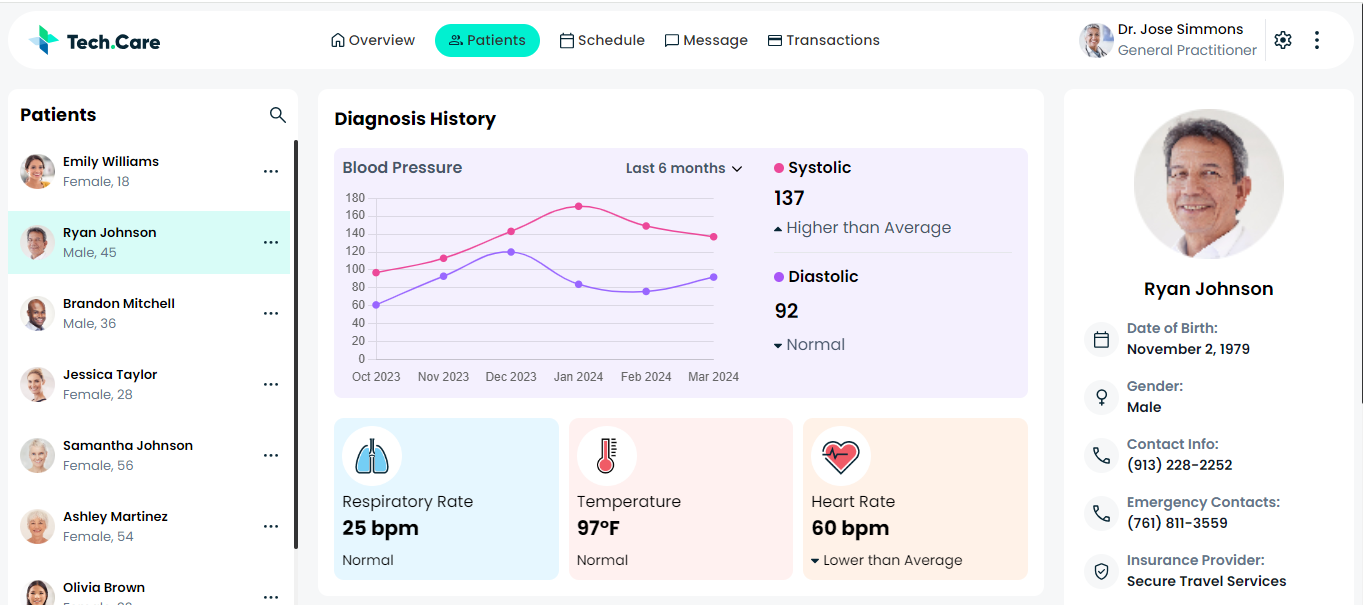 Tech.Care
Overview
Patients
Schedule
Message
Transactions
Dr. Jose Simmons
General Practitioner
Patients
Emily Williams
Female, 18
Ryan Johnson
Male, 45
Brandon Mitchell
Male, 36
Jessica Taylor
Female, 28
Samantha Johnson
Female, 56
Ashley Martinez
Female, 54
Olivia Brown
Diagnosis History
Blood Pressure
Last 6 months
180
160
140
120
100
80
60
40
20
0
Oct 2023
Nov 2023
Dec 2023
Jan 2024
Feb 2024
Mar 2024
Systolic
137
Higher than Average
Diastolic
92
Normal
Respiratory Rate
25 bpm
Normal
Temperature
97°F
Normal
Heart Rate
60 bpm
Lower than Average
Ryan Johnson
Date of Birth:
November 2, 1979
Gender:
Male
Contact Info:
(913) 228-2252
Emergency Contacts:
(761) 811-3559
Insurance Provider:
Secure Travel Services